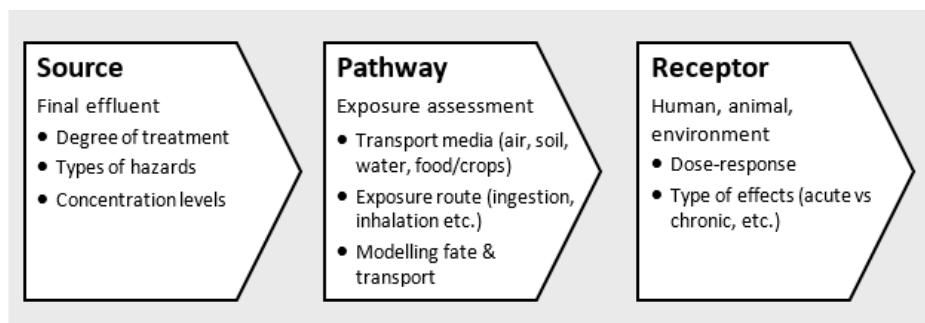 Source
Final effluent
• Degree of treatment
• Types of hazards
• Concentration levels
Pathway
Exposure assessment
• Transport media (air, soil,
water, food/crops)
• Exposure route (ingestion,
inhalation etc.)
• Modelling fate &
transport
Receptor
Human, animal,
environment
• Dose-response
• Type of effects (acute vs
chronic, etc.)